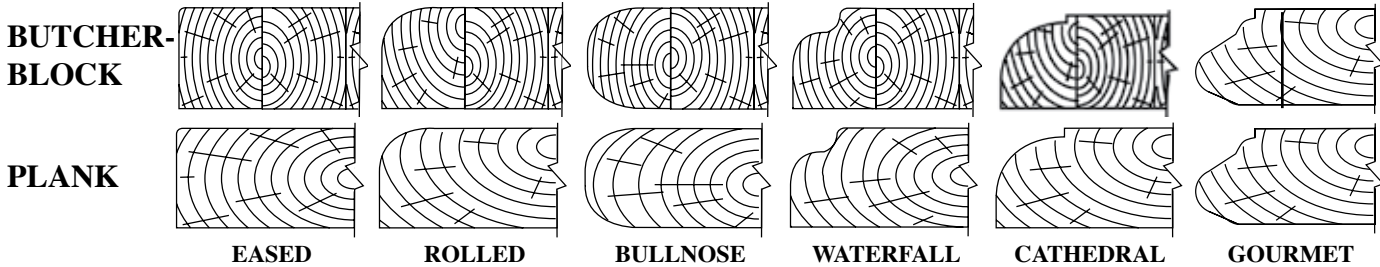 BUTCHER-
BLOCK
PLANK
EASED ROLLED BULLNOSE WATERFALL CATHEDRAL GOURMET